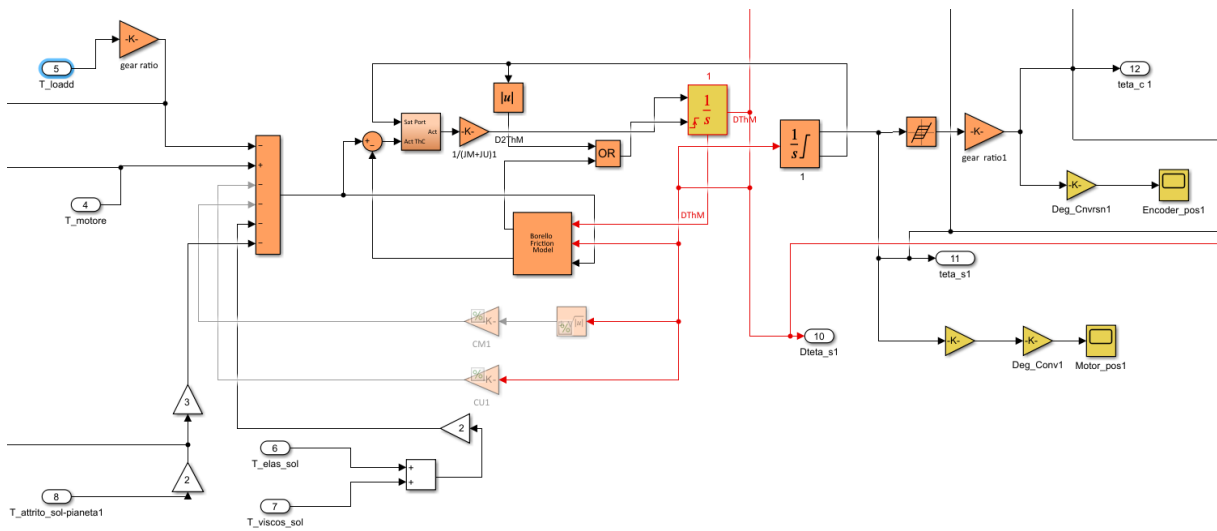 -K-
gear ratio
5
T_loadd
4
T_motore
−
+
−
−
−
−
+
−
Sat Port
Act
Act ThC
-K-
1/(JM+JU)1
|u|
D2ThM
OR
1
1
s
DThM
DThM
Borello
Friction
Model
1
s
1
-K-
gear ratio1
12
teta_c 1
-K-
Deg_Cnvrsn1
Encoder_pos1
11
teta_s1
10
Dteta_s1
-K-
-K-
Deg_Conv1
Motor_pos1
%
K-
CM1
%
|u|
%
K-
CU1
3
2
8
T_attrito_sol-pianeta1
2
6
T_elas_sol
7
T_viscos_sol
+
+